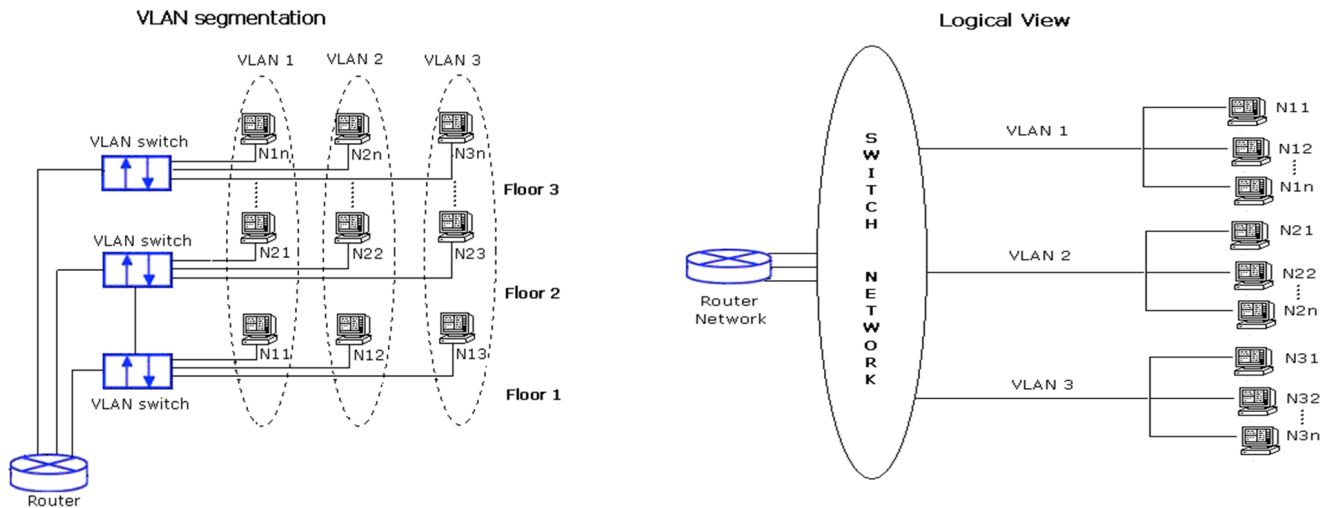 VLAN segmentation
VLAN 1 VLAN 2 VLAN 3
VLAN switch
N1n N2n N3n
Floor 3
VLAN switch
N21 N22 N23
Floor 2
N11 N12 N13
VLAN switch
Floor 1
Router
Logical View
SWITCH NETWORK
Router
Network
VLAN 1
N11
N12
N1n
VLAN 2
N21
N22
N2n
VLAN 3
N31
N32
N3n